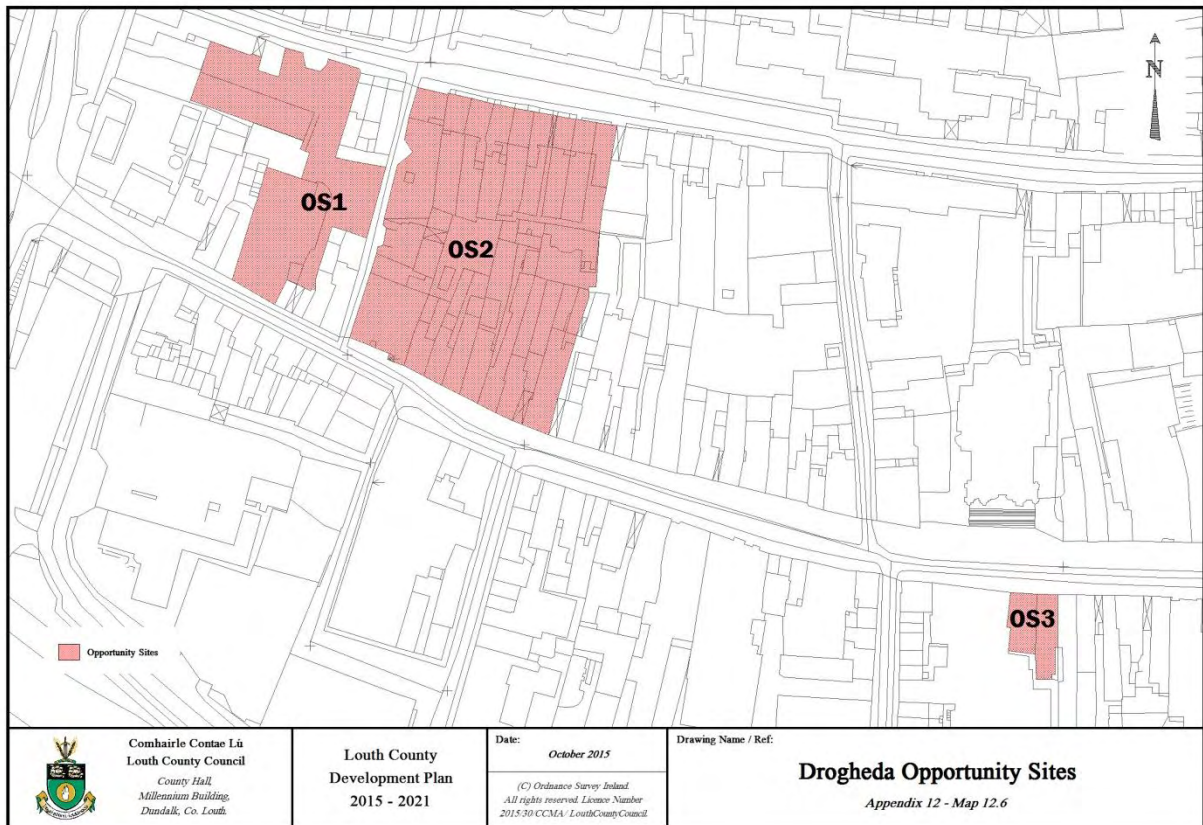 N
OS1
OS2
OS3
Opportunity Sites
Comhairle Contae Lú
Louth County Council
County Hall,
Millennium Building,
Dundalk, Co. Louth.
Louth County
Development Plan
2015 - 2021
Date:
October 2015
(C) Ordnance Survey Ireland.
All rights reserved. Licence Number
2015/30/CCMA/ LouthCountyCouncil.
Drawing Name / Ref:
Drogheda Opportunity Sites
Appendix 12 - Map 12.6